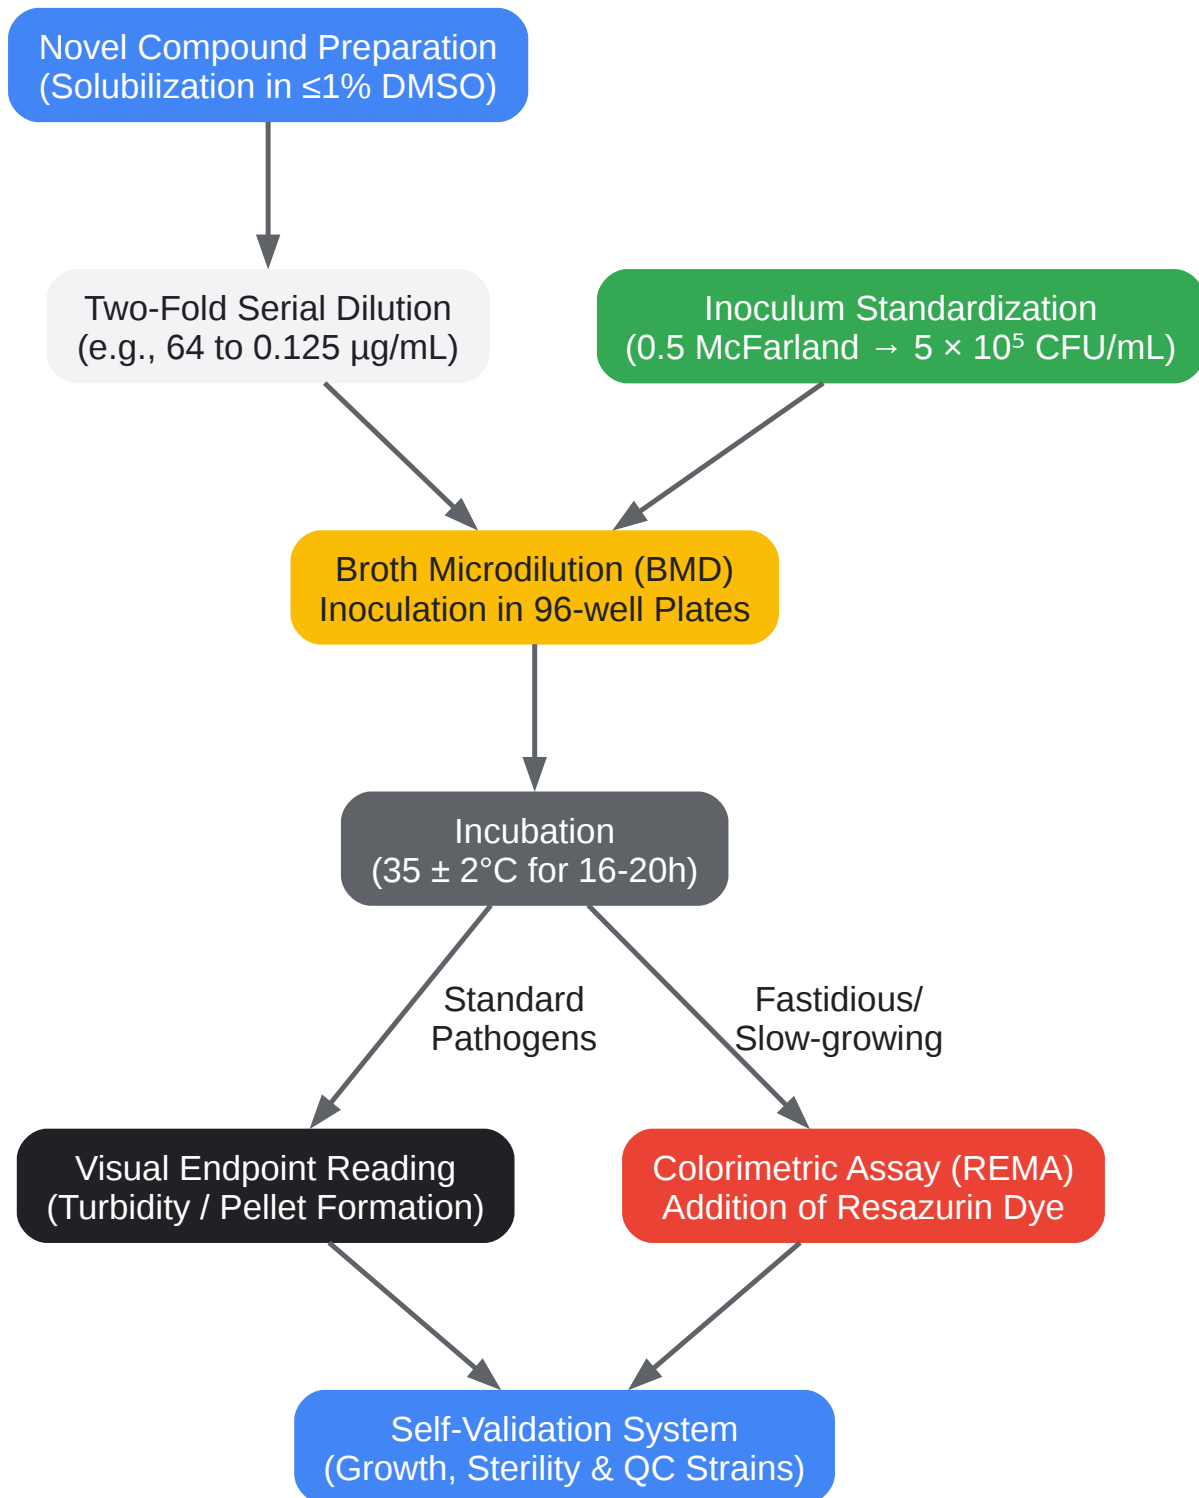 Novel Compound Preparation
(Solubilization in ≤1% DMSO)
Two-Fold Serial Dilution
(e.g., 64 to 0.125 µg/mL)
Inoculum Standardization
(0.5 McFarland → 5 × 10⁵ CFU/mL)
Broth Microdilution (BMD)
Inoculation in 96-well Plates
Incubation
(35 ± 2°C for 16-20h)
Standard
Pathogens
Fastidious/
Slow-growing
Visual Endpoint Reading
(Turbidity / Pellet Formation)
Colorimetric Assay (REMA)
Addition of Resazurin Dye
Self-Validation System
(Growth, Sterility & QC Strains)